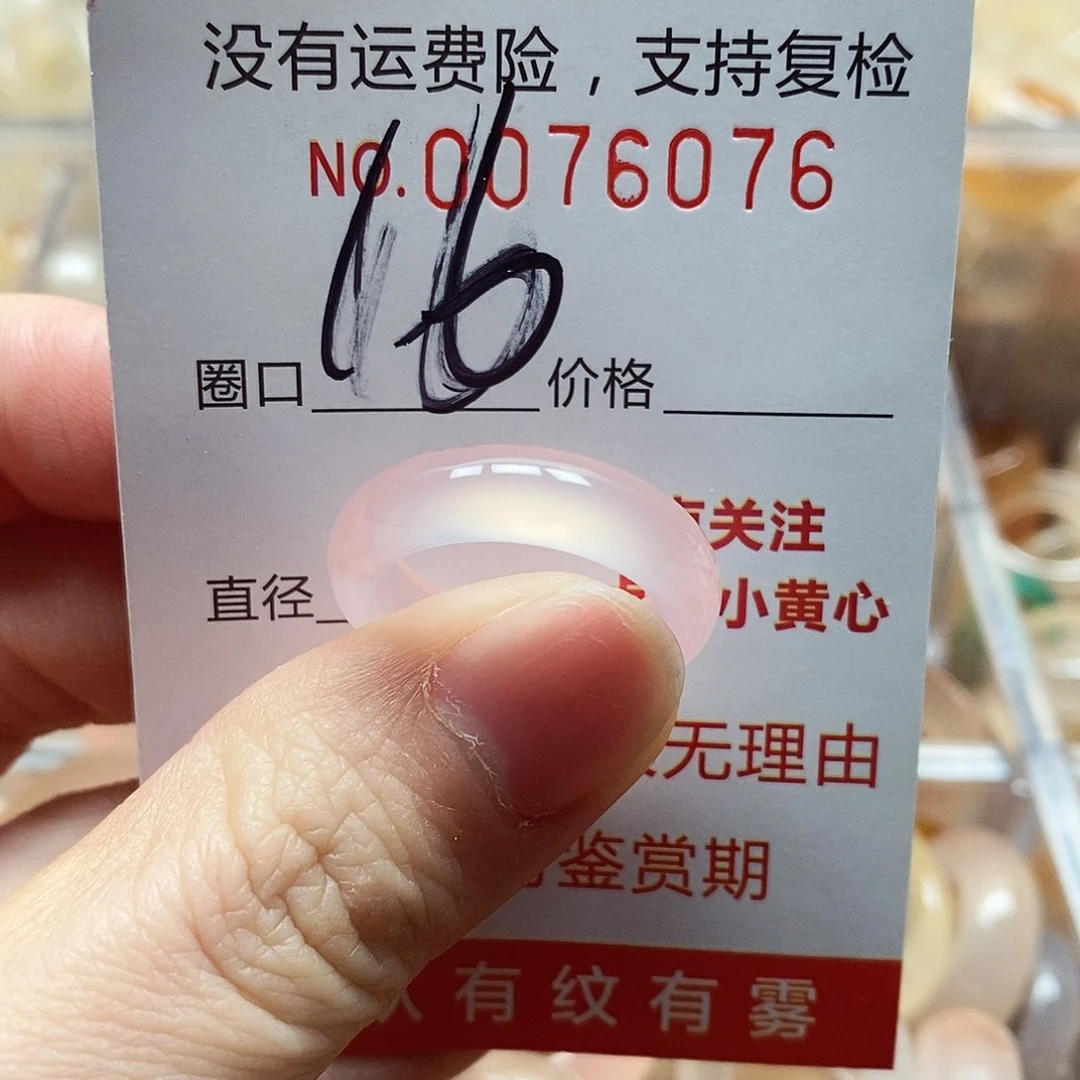 没有运费险，支持复检
NO.0076076
圈口 16 价格
关注
直径 小黄心
无理由
鉴赏期
有纹有雾